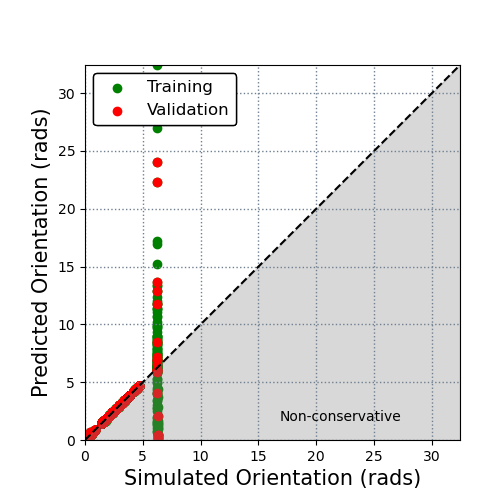 Training
Validation
30
25
20
15
10
5
0
Predicted Orientation (rads)
Non-conservative
0 5 10 15 20 25 30
Simulated Orientation (rads)